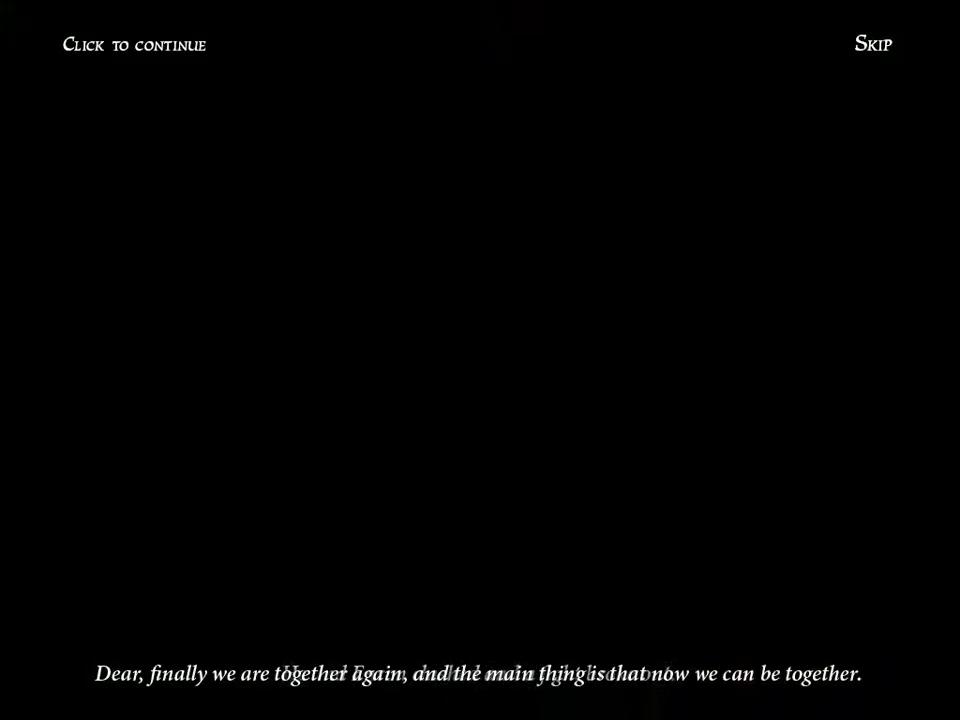 Click to continue
Skip
Dear, finally we are together again, and the main thing is that now we can be together.